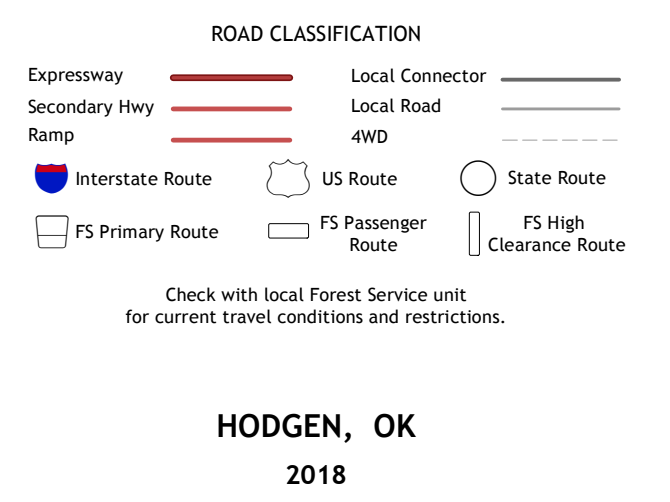 ROAD CLASSIFICATION
Expressway
Local Connector
Secondary Hwy
Local Road
Ramp
4WD
Interstate Route
US Route
State Route
FS Primary Route
FS Passenger
Route
FS High
Clearance Route
Check with local Forest Service unit
for current travel conditions and restrictions.
HODGEN, OK
2018